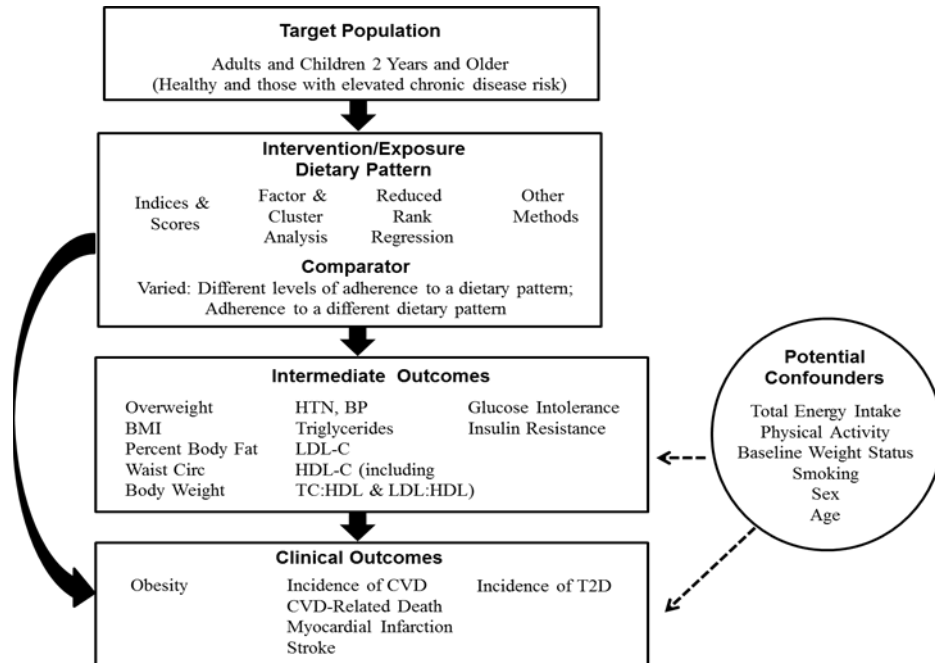 Target Population
Adults and Children 2 Years and Older
(Healthy and those with elevated chronic disease risk)
Intervention/Exposure
Dietary Pattern
Indices &
Scores
Factor &
Cluster
Analysis
Reduced
Rank
Regression
Other
Methods
Comparator
Varied: Different levels of adherence to a dietary pattern;
Adherence to a different dietary pattern
Intermediate Outcomes
Overweight
BMI
Percent Body Fat
Waist Circ
Body Weight
HTN, BP
Triglycerides
LDL-C
HDL-C (including
TC:HDL & LDL:HDL)
Glucose Intolerance
Insulin Resistance
Potential
Confounders
Total Energy Intake
Physical Activity
Baseline Weight Status
Smoking
Sex
Age
Clinical Outcomes
Obesity
Incidence of CVD
CVD-Related Death
Myocardial Infarction
Stroke
Incidence of T2D